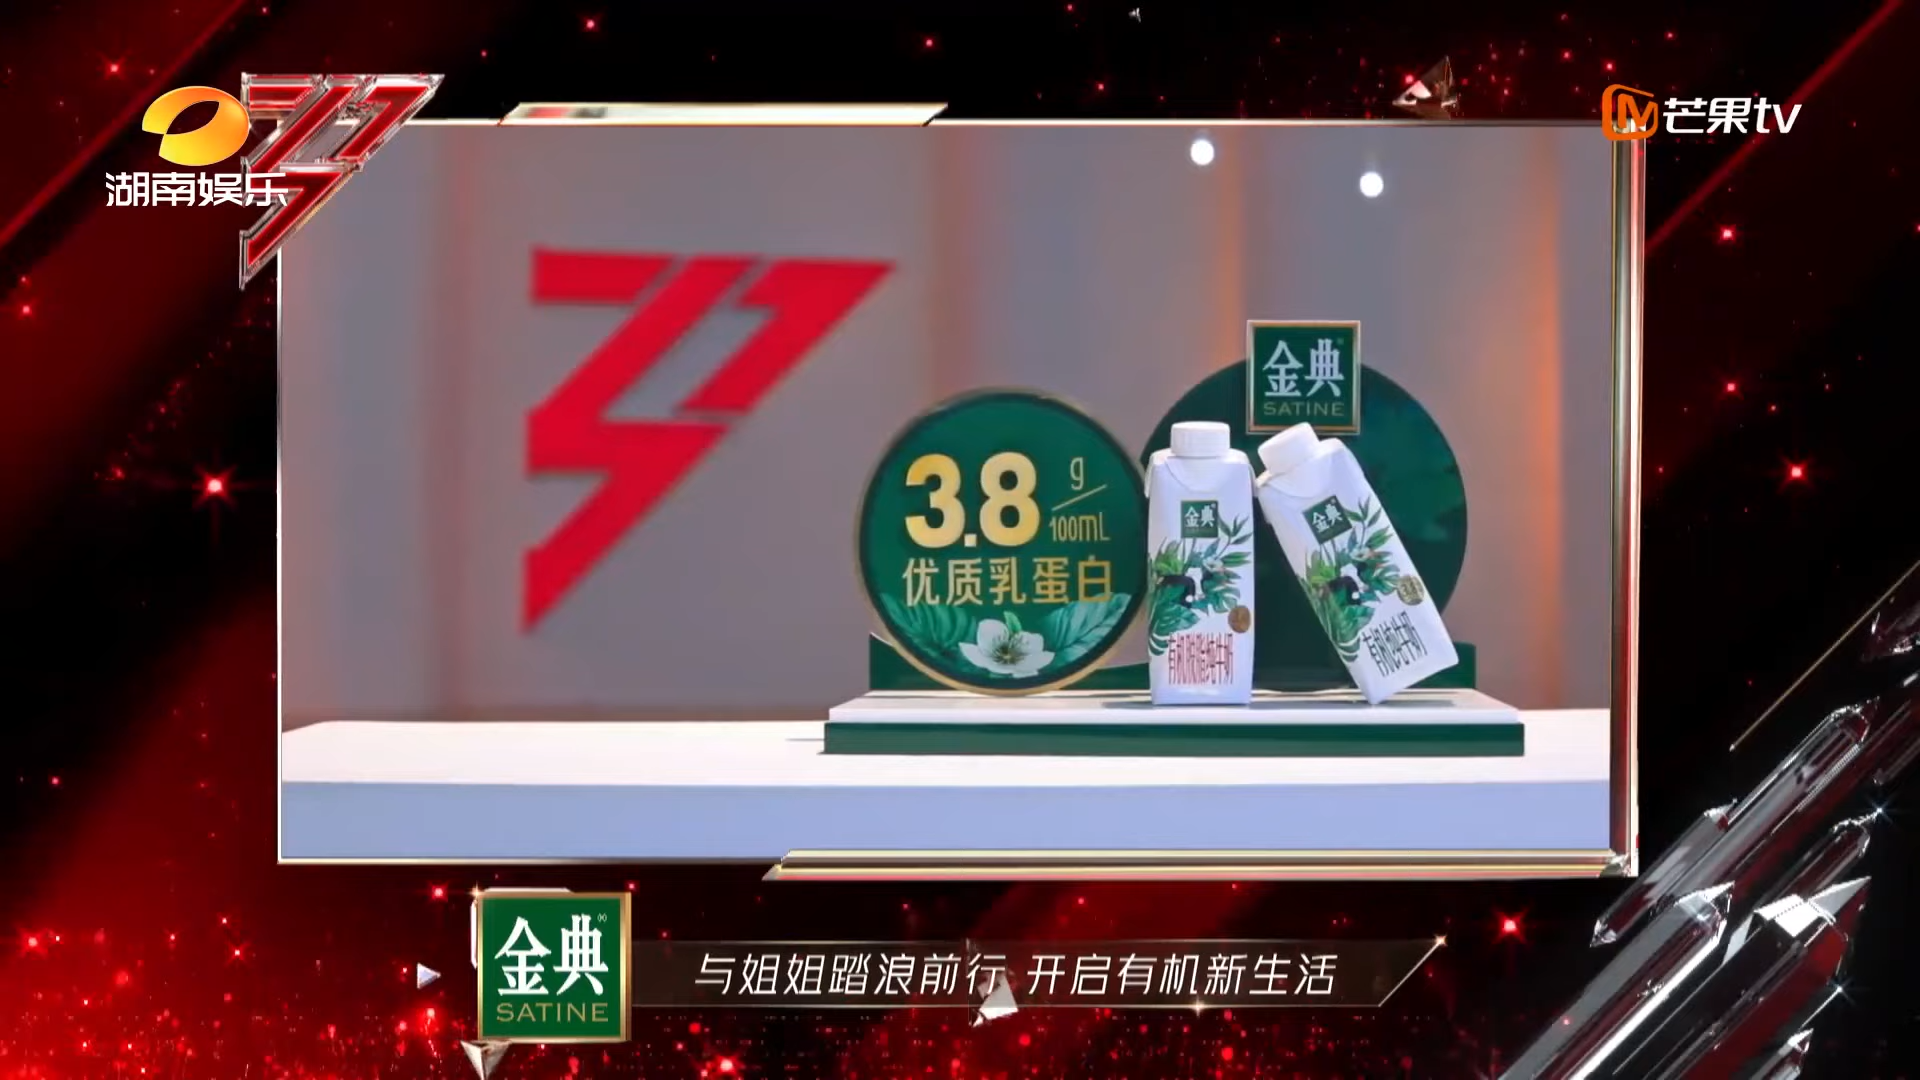 湖南娱乐
芒果tv
金典
SATINE
3.8 g/100mL
优质乳蛋白
金典
有机脱脂纯牛奶
金典
有机纯牛奶
金典
SATINE
与姐姐踏浪前行 开启有机新生活